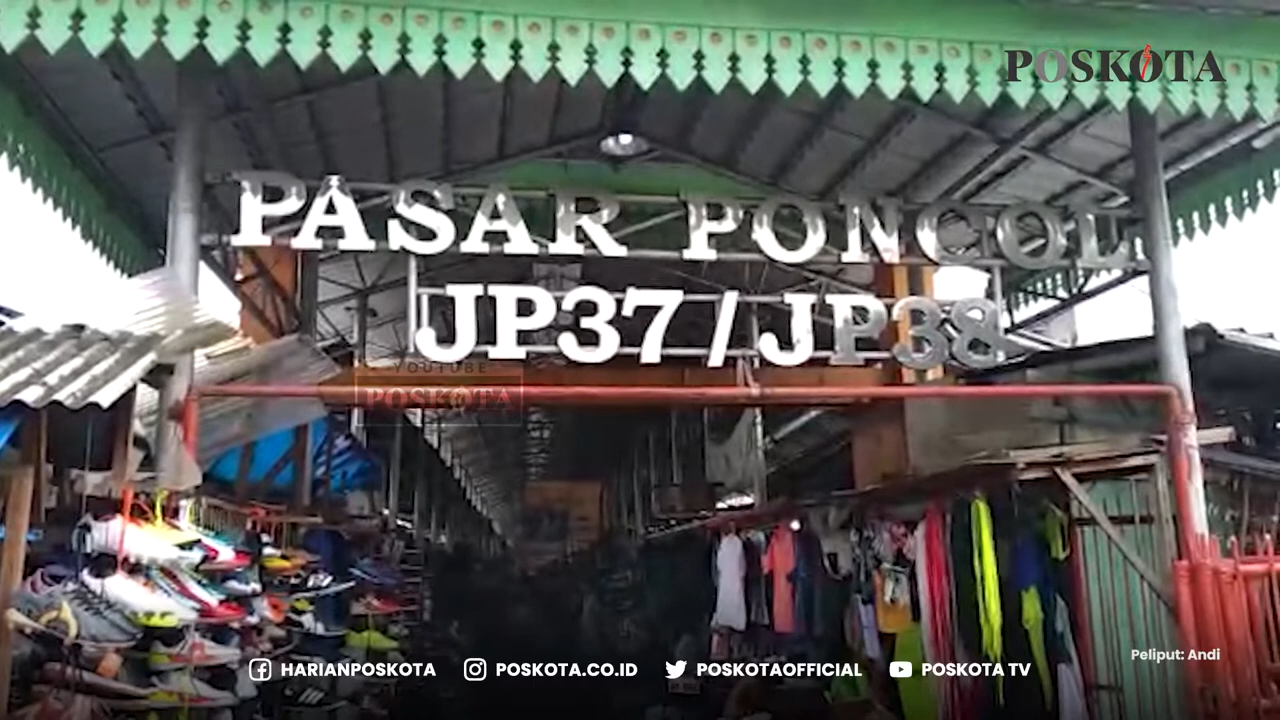 POSKOTA
PASAR PONCOL
JP37 / JP38
YOUTUBE
POSKOTA
Peliput: Andi
HARIANPOSKOTA POSKOTA.CO.ID POSKOTAOFFICIAL POSKOTA TV